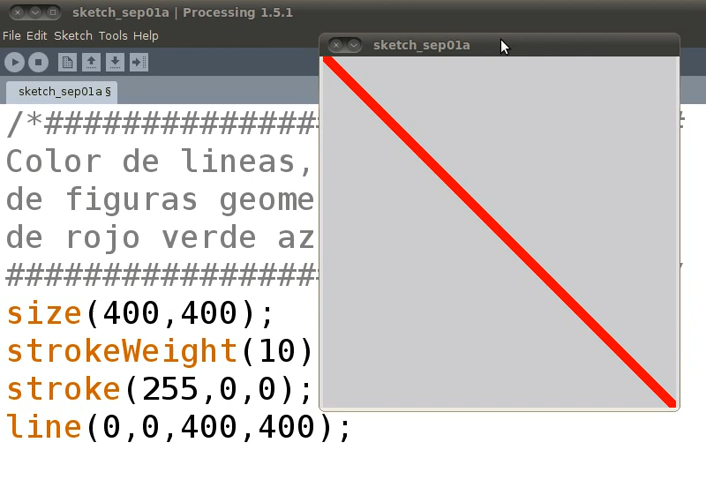 sketch_sep01a | Processing 1.5.1
File Edit Sketch Tools Help
sketch_sep01a §
sketch_sep01a
/*################
Color de lineas,
de figuras geome
de rojo verde az
################
size(400,400);
strokeWeight(10)
stroke(255,0,0);
line(0,0,400,400);